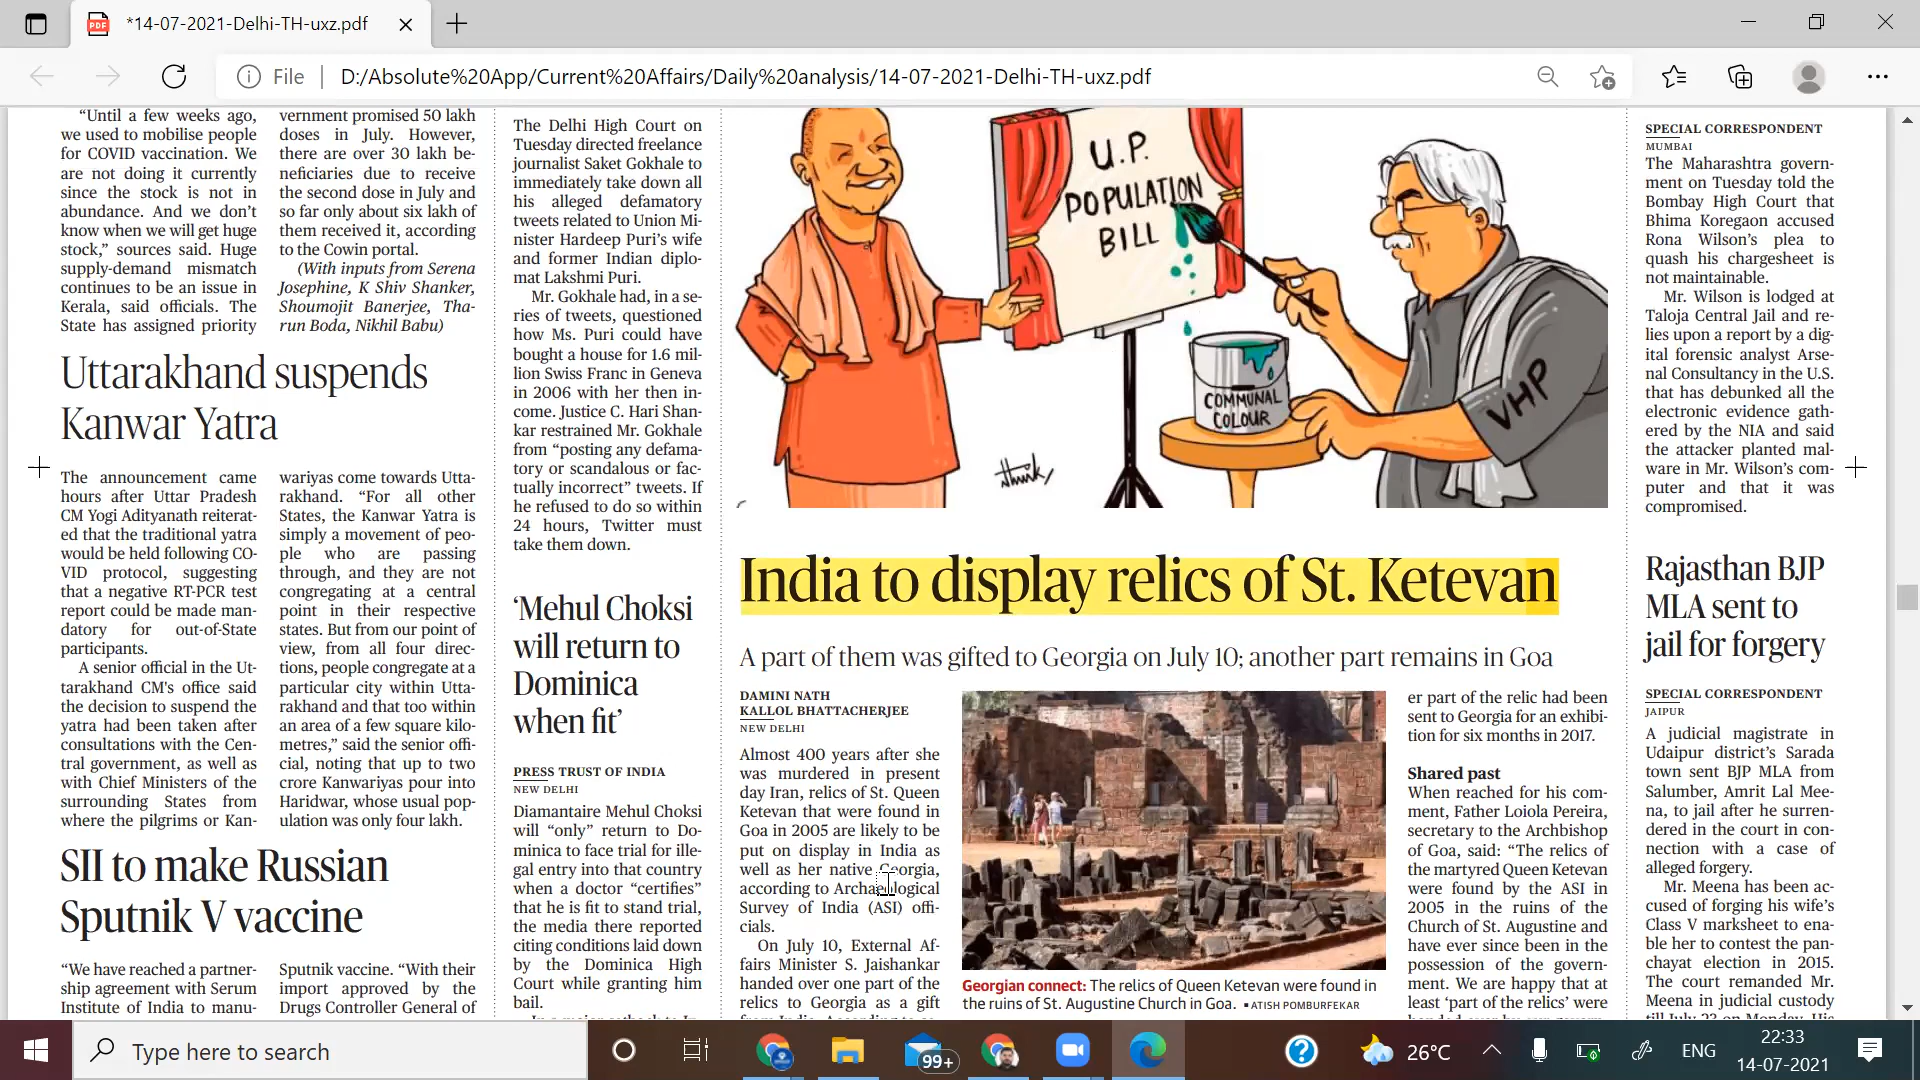 *14-07-2021-Delhi-TH-uxz.pdf
File
D:/Absolute%20App/Current%20Affairs/Daily%20analysis/14-07-2021-Delhi-TH-uxz.pdf
“Until a few weeks ago,
we used to mobilise people
for COVID vaccination. We
are not doing it currently
since the stock is not in
abundance. And we don’t
know when we will get huge
stock,” sources said. Huge
supply-demand mismatch
continues to be an issue in
Kerala, said officials. The
State has assigned priority
vernment promised 50 lakh
doses in July. However,
there are over 30 lakh be-
neficiaries due to receive
the second dose in July and
so far only about six lakh of
them received it, according
to the Cowin portal.
(With inputs from Serena
Josephine, K Shiv Shanker,
Shoumojit Banerjee, Tha-
run Boda, Nikhil Babu)
Uttarakhand suspends
Kanwar Yatra
The announcement came
hours after Uttar Pradesh
CM Yogi Adityanath reiterat-
ed that the traditional yatra
would be held following CO-
VID protocol, suggesting
that a negative RT-PCR test
report could be made man-
datory for out-of-State
participants.
A senior official in the Ut-
tarakhand CM's office said
the decision to suspend the
yatra had been taken after
consultations with the Cen-
tral government, as well as
with Chief Ministers of the
surrounding States from
where the pilgrims or Kan-
wariyas come towards Utta-
rakhand. “For all other
States, the Kanwar Yatra is
simply a movement of peo-
ple who are passing
through, and they are not
congregating at a central
point in their respective
states. But from our point of
view, from all four direc-
tions, people congregate at a
particular city within Utta-
rakhand and that too within
an area of a few square kilo-
metres,” said the senior offi-
cial, noting that up to two
crore Kanwariyas pour into
Haridwar, whose usual pop-
ulation was only four lakh.
SII to make Russian
Sputnik V vaccine
“We have reached a partner-
ship agreement with Serum
Institute of India to manu-
Sputnik vaccine. “With their
import approved by the
Drugs Controller General of
The Delhi High Court on
Tuesday directed freelance
journalist Saket Gokhale to
immediately take down all
his alleged defamatory
tweets related to Union Mi-
nister Hardeep Puri’s wife
and former Indian diplo-
mat Lakshmi Puri.
Mr. Gokhale had, in a se-
ries of tweets, questioned
how Ms. Puri could have
bought a house for 1.6 mil-
lion Swiss Franc in Geneva
in 2006 with her then in-
come. Justice C. Hari Shan-
kar restrained Mr. Gokhale
from “posting any defama-
tory or scandalous or fac-
tually incorrect” tweets. If
he refused to do so within
24 hours, Twitter must
take them down.
‘Mehul Choksi
will return to
Dominica
when fit’
PRESS TRUST OF INDIA
NEW DELHI
Diamantaire Mehul Choksi
will “only” return to Do-
minica to face trial for ille-
gal entry into that country
when a doctor “certifies”
that he is fit to stand trial,
the media there reported
citing conditions laid down
by the Dominica High
Court while granting him
bail.
U.P.
POPULATION
BILL
COMMUNAL
COLOUR
VHP
India to display relics of St. Ketevan
A part of them was gifted to Georgia on July 10; another part remains in Goa
DAMINI NATH
KALLOL BHATTACHERJEE
NEW DELHI
Almost 400 years after she
was murdered in present
day Iran, relics of St. Queen
Ketevan that were found in
Goa in 2005 are likely to be
put on display in India as
well as her native Georgia,
according to Archaeological
Survey of India (ASI) offi-
cials.
On July 10, External Af-
fairs Minister S. Jaishankar
handed over one part of the
relics to Georgia as a gift
Georgian connect: The relics of Queen Ketevan were found in
the ruins of St. Augustine Church in Goa. ▪ ATISH POMBURFEKAR
er part of the relic had been
sent to Georgia for an exhibi-
tion for six months in 2017.
Shared past
When reached for his com-
ment, Father Loiola Pereira,
secretary to the Archbishop
of Goa, said: “The relics of
the martyred Queen Ketevan
were found by the ASI in
2005 in the ruins of the
Church of St. Augustine and
have ever since been in the
possession of the govern-
ment. We are happy that at
least ‘part of the relics’ were
SPECIAL CORRESPONDENT
MUMBAI
The Maharashtra govern-
ment on Tuesday told the
Bombay High Court that
Bhima Koregaon accused
Rona Wilson’s plea to
quash his chargesheet is
not maintainable.
Mr. Wilson is lodged at
Taloja Central Jail and re-
lies upon a report by a dig-
ital forensic analyst Arse-
nal Consultancy in the U.S.
that has debunked all the
electronic evidence gath-
ered by the NIA and said
the attacker planted mal-
ware in Mr. Wilson’s com-
puter and that it was
compromised.
Rajasthan BJP
MLA sent to
jail for forgery
SPECIAL CORRESPONDENT
JAIPUR
A judicial magistrate in
Udaipur district’s Sarada
town sent BJP MLA from
Salumber, Amrit Lal Mee-
na, to jail after he surren-
dered in the court in con-
nection with a case of
alleged forgery.
Mr. Meena has been ac-
cused of forging his wife’s
Class V marksheet to ena-
ble her to contest the pan-
chayat election in 2015.
The court remanded Mr.
Meena in judicial custody
Type here to search
99+
26°C
ENG
22:33
14-07-2021